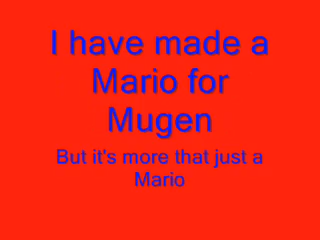 I have made a
Mario for
Mugen
But it's more that just a
Mario